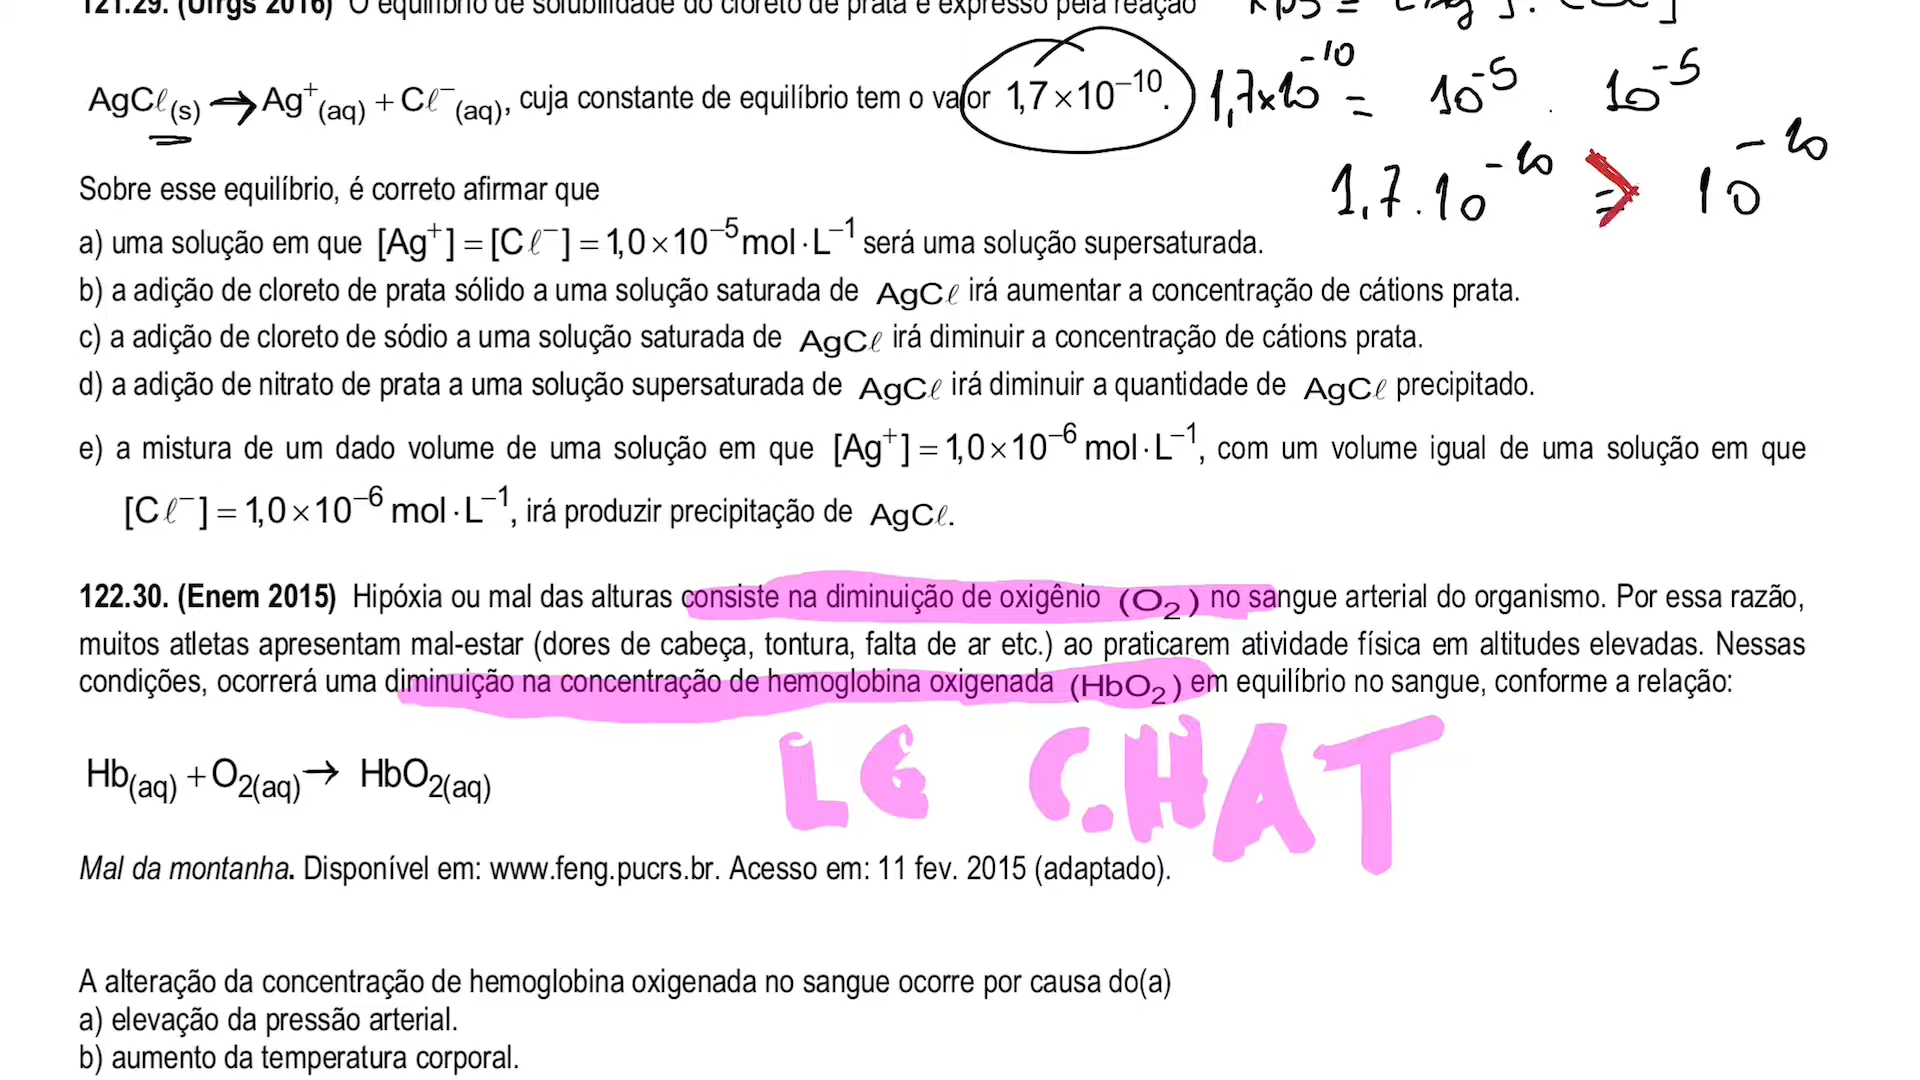 121.29. (Ufrgs 2016) O equilíbrio de solubilidade do cloreto de prata é expresso pela reação Kps = [Ag ]. [Cl ]
AgCℓ(s) → Ag⁺(aq) + Cℓ⁻(aq), cuja constante de equilíbrio tem o valor 1,7×10⁻¹⁰. 1,7×10⁻¹⁰ = 10⁻⁵ . 10⁻⁵
1,7.10⁻¹⁰ > 10⁻¹⁰
Sobre esse equilíbrio, é correto afirmar que
a) uma solução em que [Ag⁺] = [Cℓ⁻] = 1,0×10⁻⁵ mol·L⁻¹ será uma solução supersaturada.
b) a adição de cloreto de prata sólido a uma solução saturada de AgCℓ irá aumentar a concentração de cátions prata.
c) a adição de cloreto de sódio a uma solução saturada de AgCℓ irá diminuir a concentração de cátions prata.
d) a adição de nitrato de prata a uma solução supersaturada de AgCℓ irá diminuir a quantidade de AgCℓ precipitado.
e) a mistura de um dado volume de uma solução em que [Ag⁺] = 1,0×10⁻⁶ mol·L⁻¹, com um volume igual de uma solução em que
[Cℓ⁻] = 1,0×10⁻⁶ mol·L⁻¹, irá produzir precipitação de AgCℓ.
122.30. (Enem 2015) Hipóxia ou mal das alturas consiste na diminuição de oxigênio (O₂) no sangue arterial do organismo. Por essa razão,
muitos atletas apresentam mal-estar (dores de cabeça, tontura, falta de ar etc.) ao praticarem atividade física em altitudes elevadas. Nessas
condições, ocorrerá uma diminuição na concentração de hemoglobina oxigenada (HbO₂) em equilíbrio no sangue, conforme a relação:
LE C.HAT
Hb(aq) + O₂(aq) → HbO₂(aq)
Mal da montanha. Disponível em: www.feng.pucrs.br. Acesso em: 11 fev. 2015 (adaptado).
A alteração da concentração de hemoglobina oxigenada no sangue ocorre por causa do(a)
a) elevação da pressão arterial.
b) aumento da temperatura corporal.